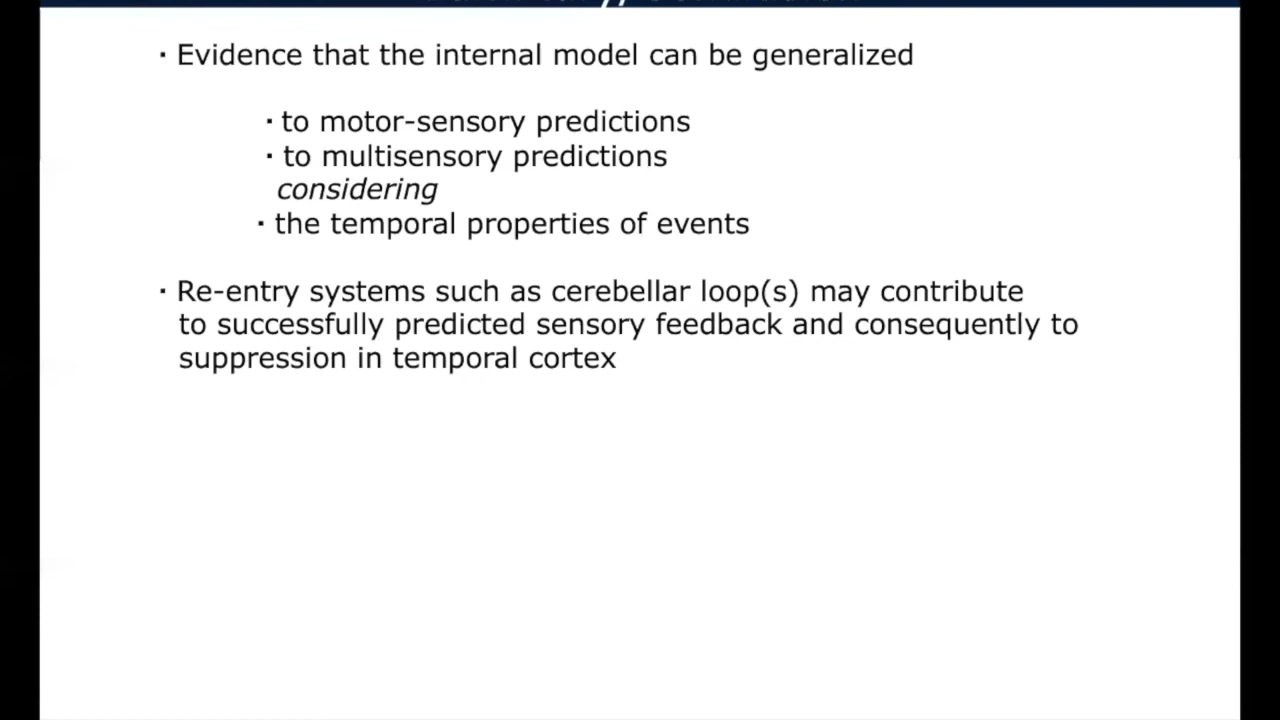 · Evidence that the internal model can be generalized
· to motor-sensory predictions
· to multisensory predictions
considering
· the temporal properties of events
· Re-entry systems such as cerebellar loop(s) may contribute
to successfully predicted sensory feedback and consequently to
suppression in temporal cortex